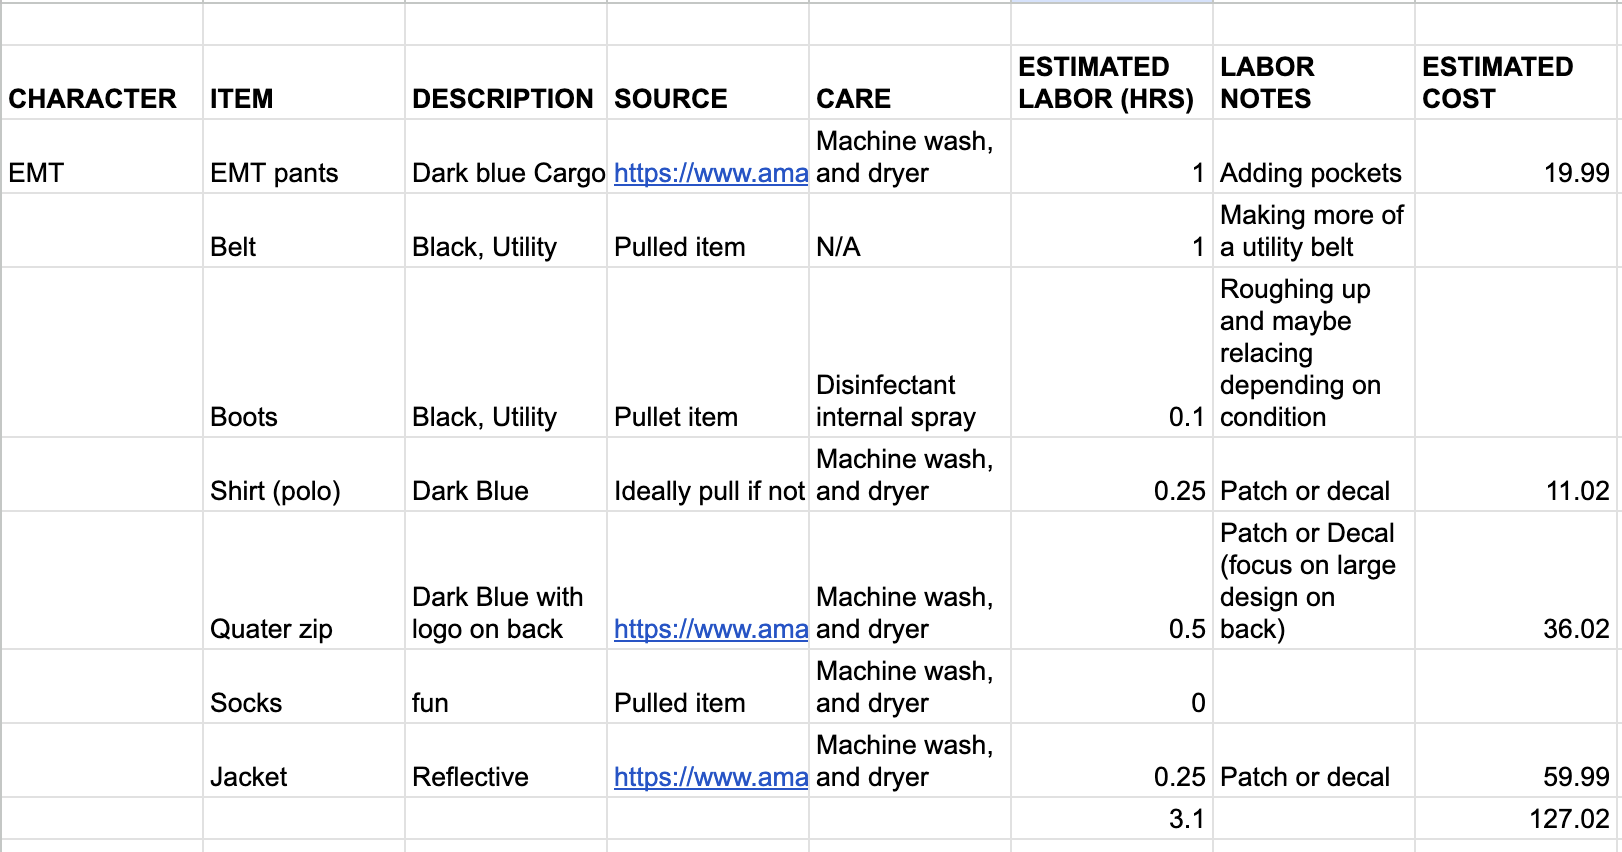 CHARACTER ITEM DESCRIPTION SOURCE CARE ESTIMATED LABOR (HRS) LABOR NOTES ESTIMATED COST
EMT EMT pants Dark blue Cargo https://www.ama Machine wash, and dryer 1 Adding pockets 19.99
Belt Black, Utility Pulled item N/A 1 Making more of a utility belt
Boots Black, Utility Pullet item Disinfectant internal spray 0.1 Roughing up and maybe relacing depending on condition
Shirt (polo) Dark Blue Ideally pull if not Machine wash, and dryer 0.25 Patch or decal 11.02
Quater zip Dark Blue with logo on back https://www.ama Machine wash, and dryer 0.5 Patch or Decal (focus on large design on back) 36.02
Socks fun Pulled item Machine wash, and dryer 0
Jacket Reflective https://www.ama Machine wash, and dryer 0.25 Patch or decal 59.99
3.1 127.02